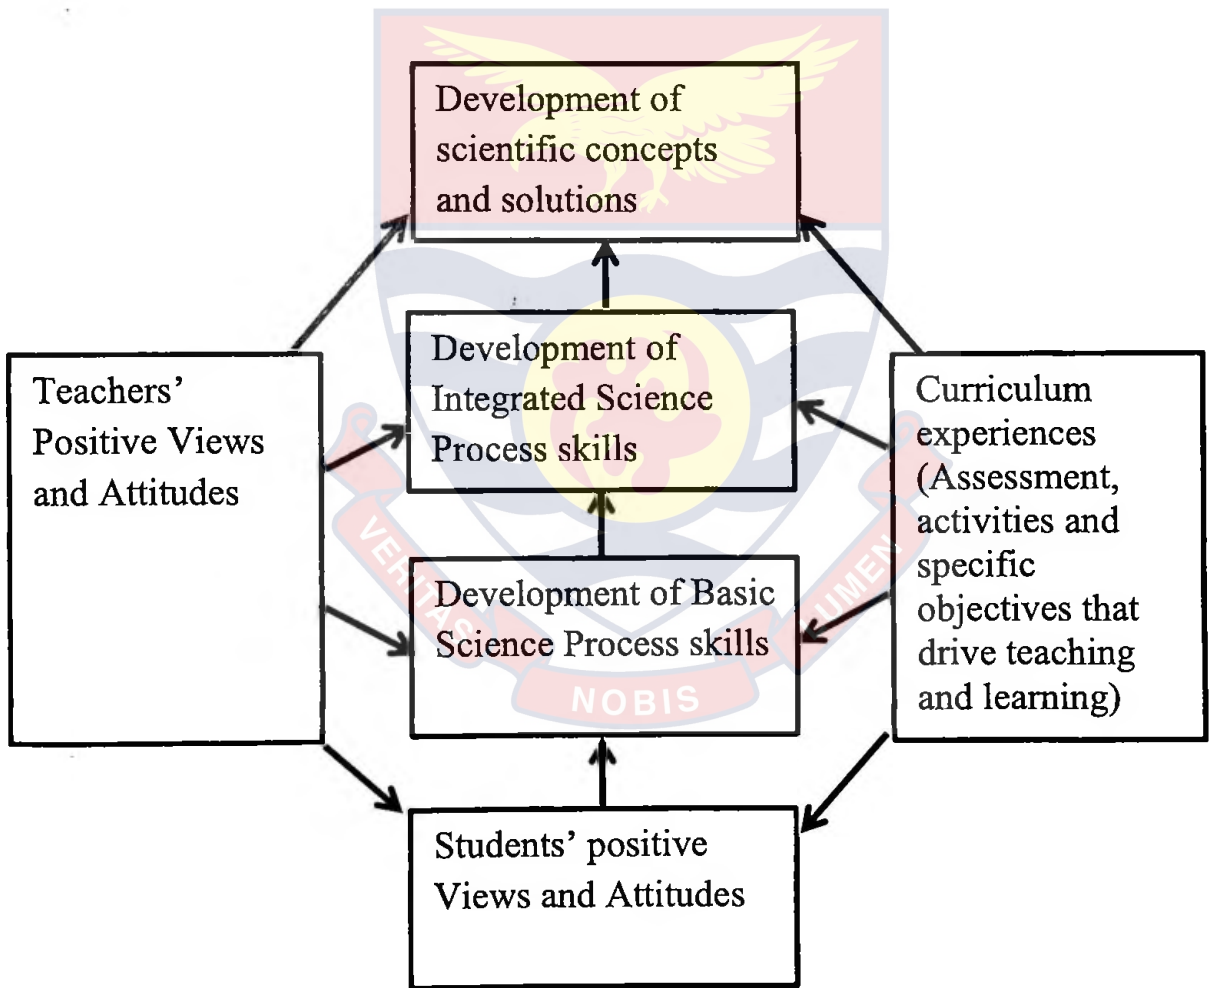 Development of
scientific concepts
and solutions
Development of
Integrated Science
Process skills
Teachers’
Positive Views
and Attitudes
Curriculum
experiences
(Assessment,
activities and
specific
objectives that
drive teaching
and learning)
Development of Basic
Science Process skills
Students’ positive
Views and Attitudes
VERITAS
NOBIS
LUMEN